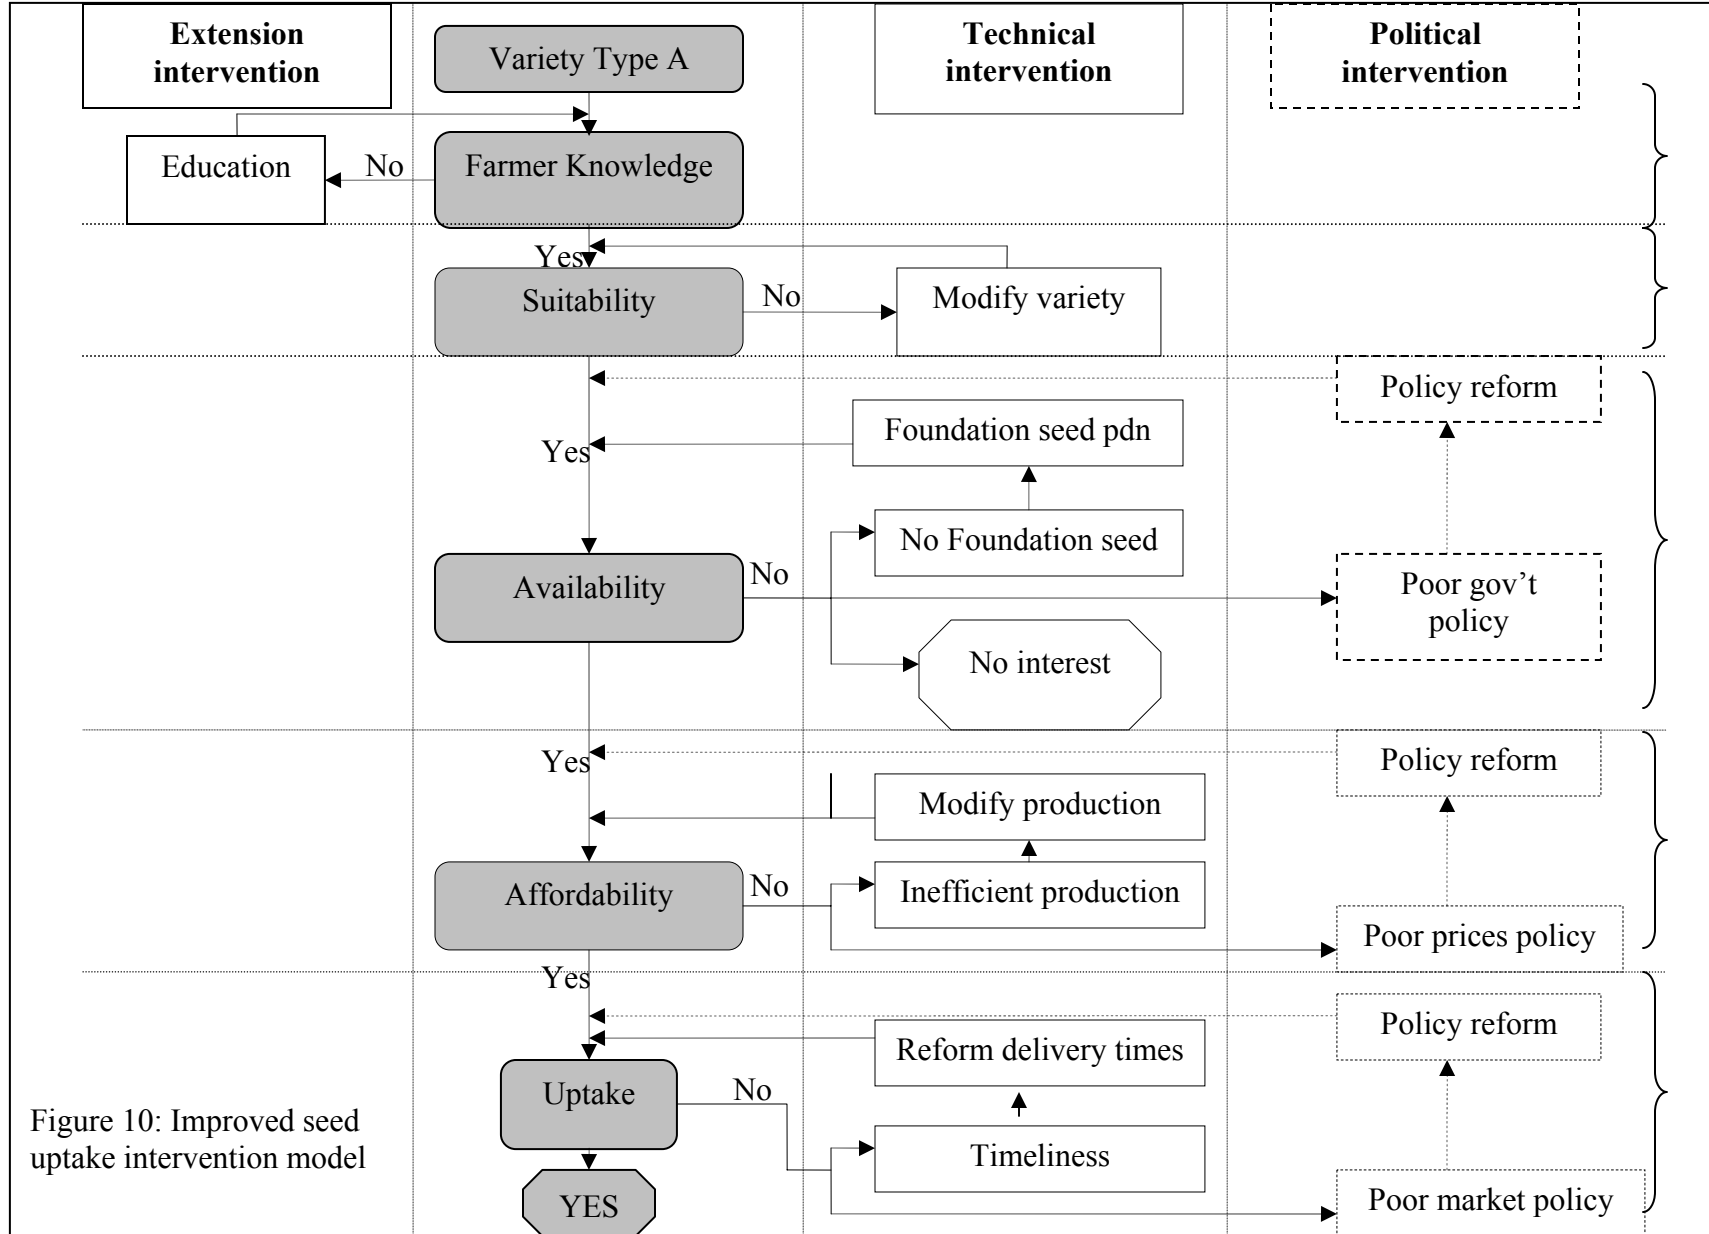 Extension
intervention
Variety Type A
Technical
intervention
Political
intervention
Education
No
Farmer Knowledge
Yes
Suitability
No
Modify variety
Policy reform
Foundation seed pdn
Yes
No Foundation seed
Availability
No
Poor gov't
policy
No interest
Yes
Policy reform
Modify production
Affordability
No
Inefficient production
Poor prices policy
Yes
Policy reform
Reform delivery times
Uptake
No
Timeliness
YES
Poor market policy
Figure 10: Improved seed
uptake intervention model